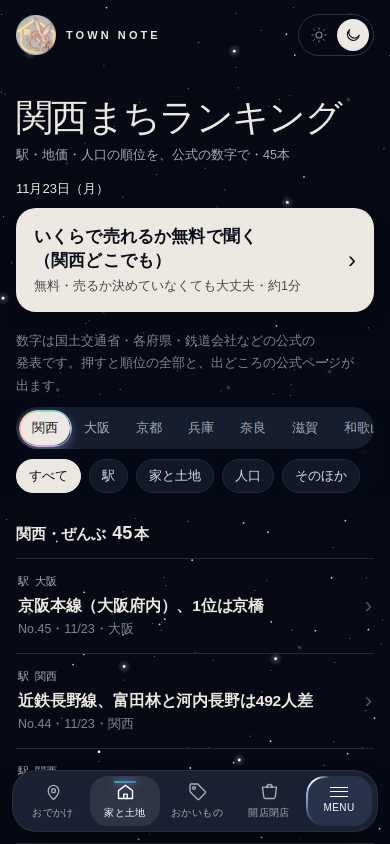 TOWN NOTE
関西まちランキング
駅・地価・人口の順位を、公式の数字で・45本
11月23日（月）
いくらで売れるか無料で聞く
（関西どこでも）
無料・売るか決めていなくても大丈夫・約1分
数字は国土交通省・各府県・鉄道会社などの公式の
発表です。押すと順位の全部と、出どころの公式ページが
出ます。
関西 大阪 京都 兵庫 奈良 滋賀 和歌
すべて 駅 家と土地 人口 そのほか
関西・ぜんぶ 45本
駅 大阪
京阪本線（大阪府内）、1位は京橋
No.45・11/23・大阪
駅 関西
近鉄長野線、富田林と河内長野は492人差
No.44・11/23・関西
駅 関西
おでかけ 家と土地 おかいもの 開店閉店 MENU